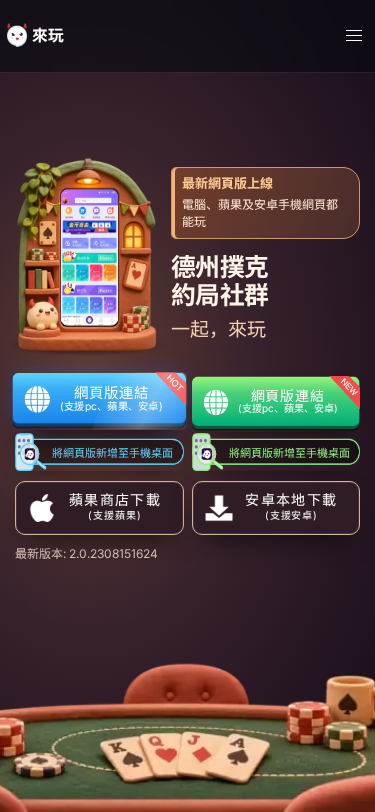 來玩
最新網頁版上線
電腦、蘋果及安卓手機網頁都
能玩
德州撲克
約局社群
一起，來玩
網頁版連結
(支援pc、蘋果、安卓)
HOT
網頁版連結
(支援pc、蘋果、安卓)
NEW
將網頁版新增至手機桌面
將網頁版新增至手機桌面
蘋果商店下載
(支援蘋果)
安卓本地下載
(支援安卓)
最新版本: 2.0.2308151624
K Q J A